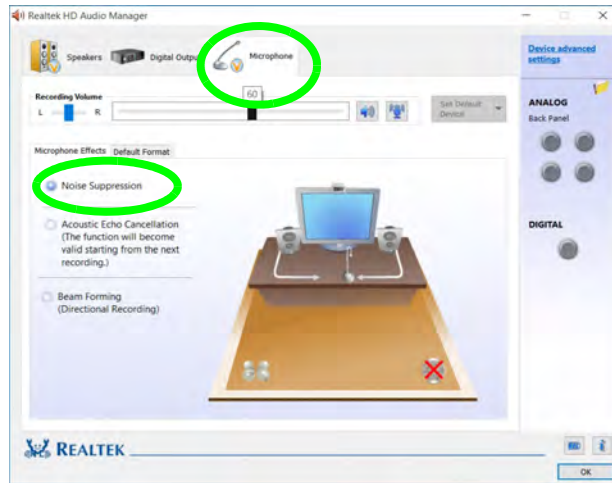 Realtek HD Audio Manager
Speakers
Digital Outpu
Microphone
Device advanced
settings
Recording Volume
60
L
R
Set Default
Device
ANALOG
Back Panel
Microphone Effects
Default Format
Noise Suppression
Acoustic Echo Cancellation
(The function will become
valid starting from the next
recording.)
DIGITAL
Beam Forming
(Directional Recording)
REALTEK
OK